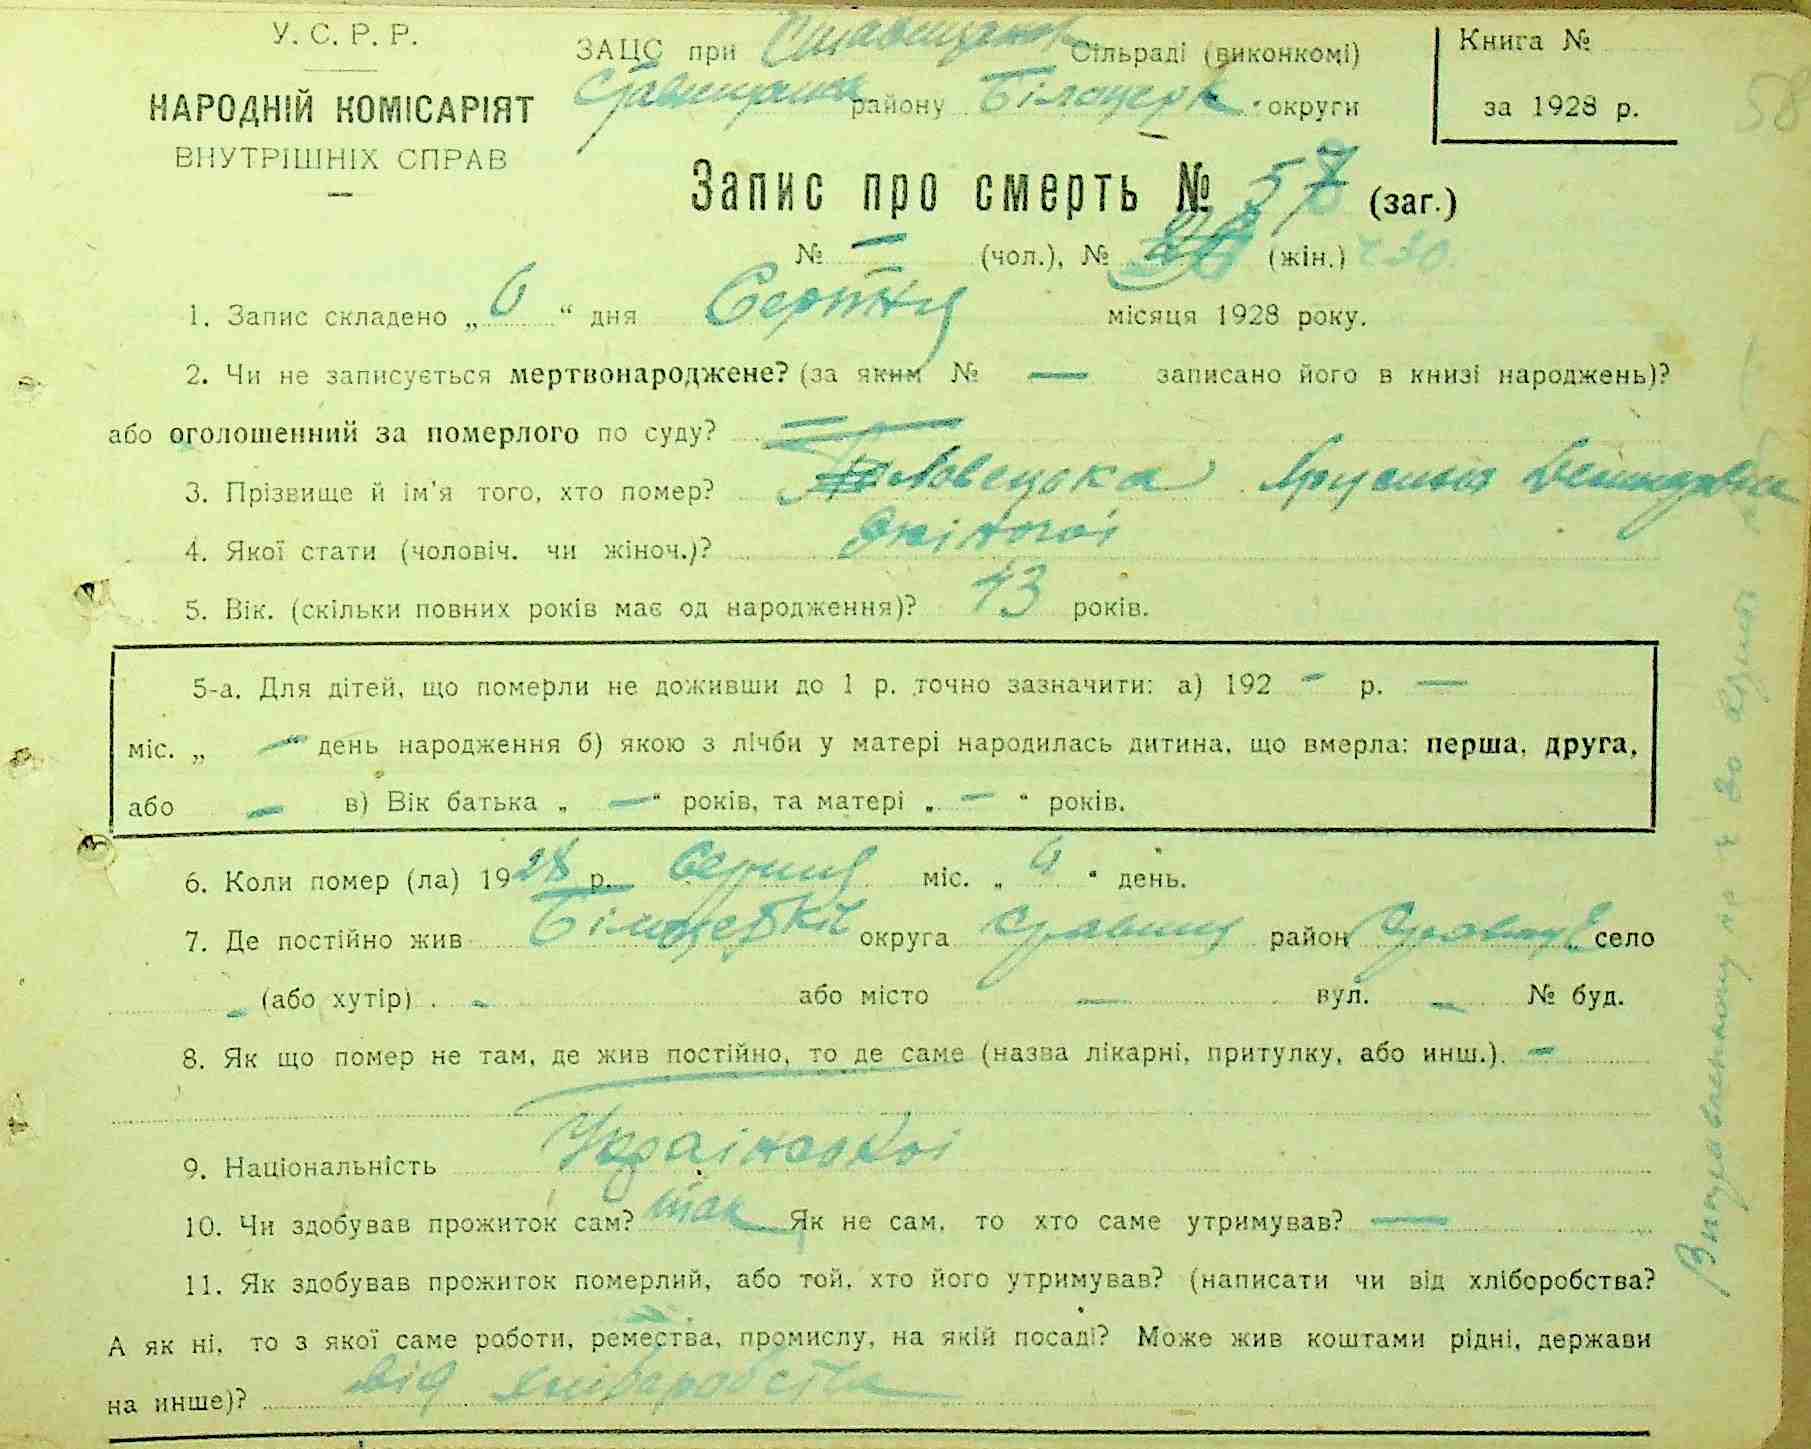 У. С. Р. Р.
НАРОДНІЙ КОМІСАРІЯТ
ВНУТРІШНІХ СПРАВ
ЗАЦС при Ставищанск Сільраді (виконкомі)
району Білоцерк. округи
Книга №
за 1928 р.
58
Запис про смерть № 57 (заг.)
№ — (чол.), № (жін.)
1. Запис складено „ 6 “ дня Серпня місяця 1928 року.
2. Чи не записується мертвонароджене? (за яким № — записано його в книзі народжень)?
або оголошенний за померлого по суду? —
3. Прізвище й ім'я того, хто помер?
4. Якої стати (чоловіч. чи жіноч.)? жіночоі
5. Вік. (скільки повних років має од народження)? 43 років.
5-а. Для дітей, що померли не доживши до 1 р. точно зазначити: а) 192 - р. —
міс. „ — “ день народження б) якою з лічби у матері народилась дитина, що вмерла: перша, друга,
або — в) Вік батька „ — “ років, та матері „ — “ років.
6. Коли помер (ла) 1928 р. Серпня міс. „ 6 “ день.
7. Де постійно жив Білоцерків округа Ставищ район село
- (або хутір) . - або місто — вул. — № буд.
8. Як що помер не там, де жив постійно, то де саме (назва лікарні, притулку, або инш.). —
9. Національність Українскоі
10. Чи здобував прожиток сам? так Як не сам, то хто саме утримував? —
11. Як здобував прожиток померлий, або той, хто його утримував? (написати чи від хліборобства?
А як ні, то з якої саме роботи, ремества, промислу, на якій посаді? Може жив коштами рідні, держави
на инше)? від хліборобства